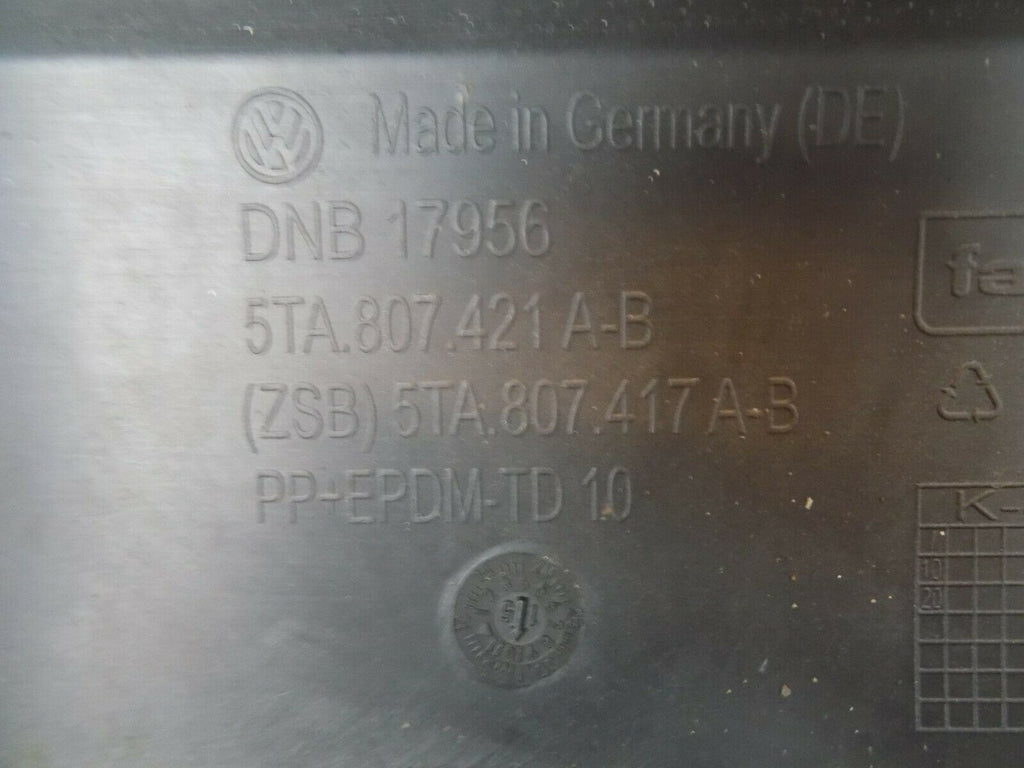 Made in Germany (DE)
DNB 17956
5TA.807.421 A-B
(ZSB) 5TA.807.417 A-B
PP+EPDM-TD 10
fa
K-
10
20